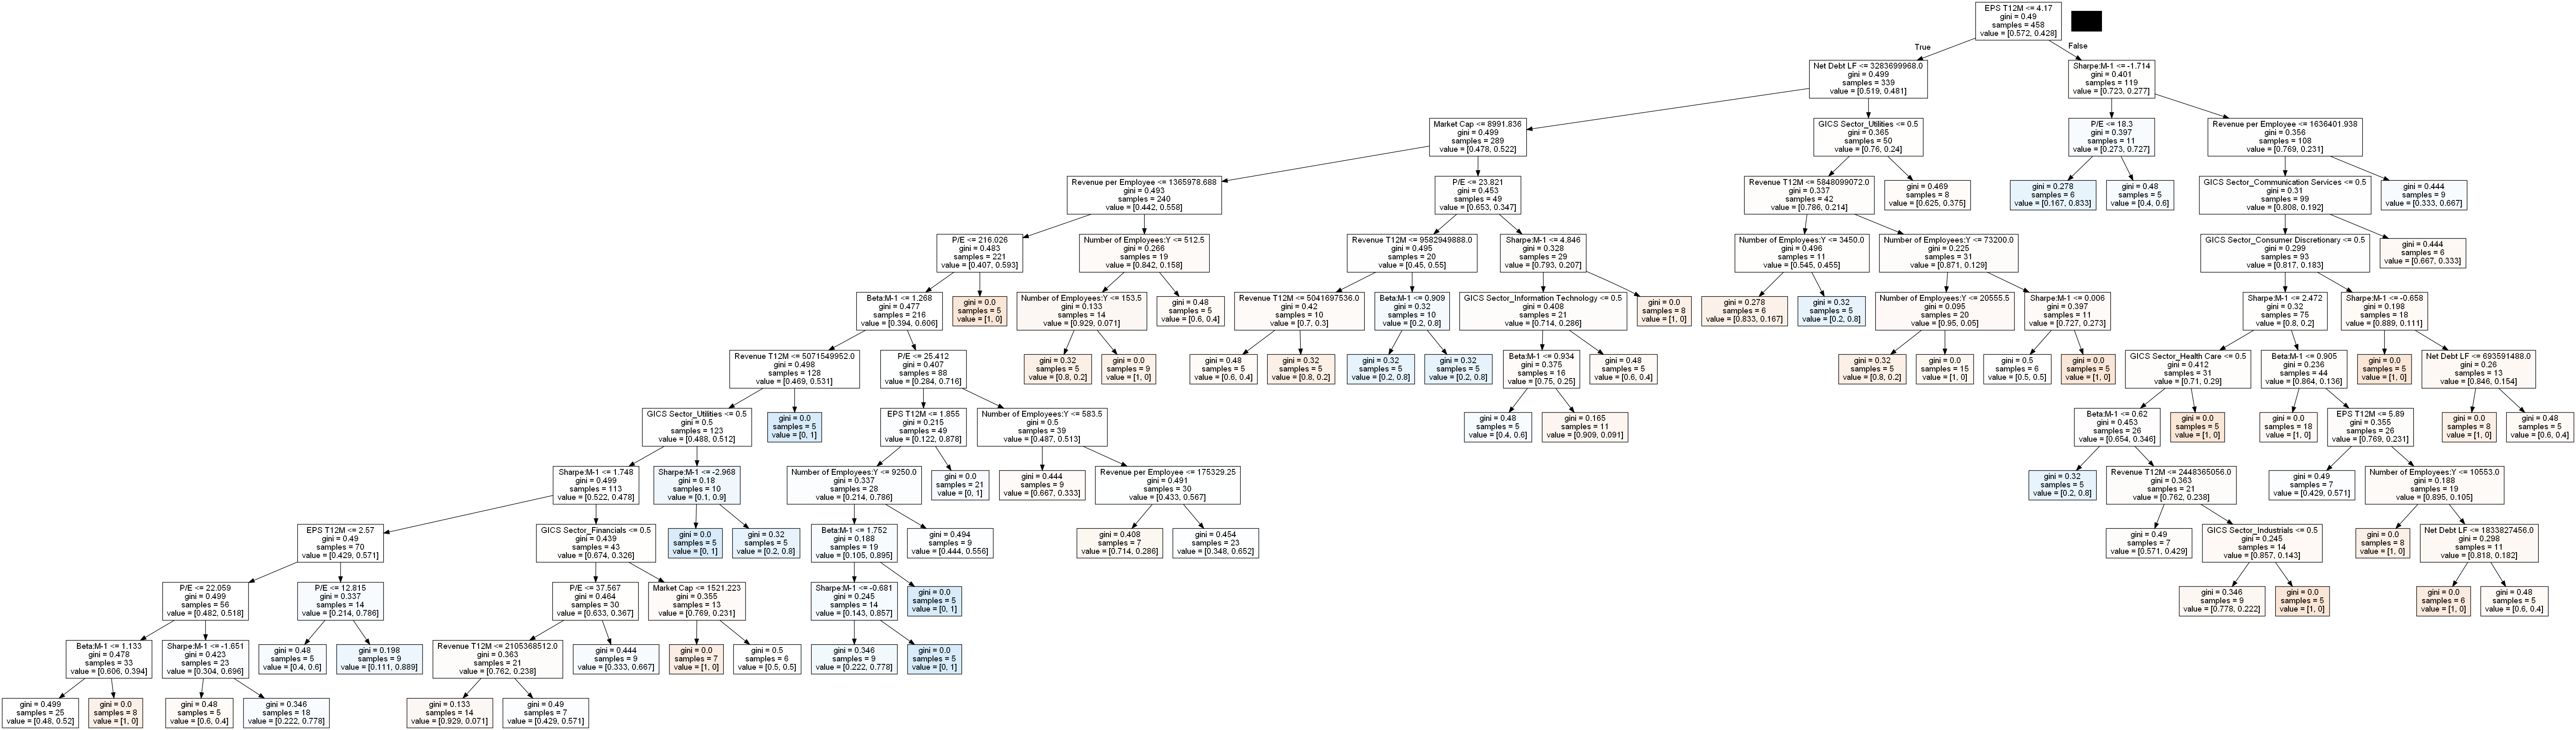 EPS T12M <= 4.17
gini = 0.49
samples = 458
value = [0.572, 0.428]
True
False
Net Debt LF <= 3283699968.0
gini = 0.499
samples = 339
value = [0.519, 0.481]
Sharpe:M-1 <= -1.714
gini = 0.401
samples = 119
value = [0.723, 0.277]
Market Cap <= 8991.836
gini = 0.499
samples = 289
value = [0.478, 0.522]
GICS Sector_Utilities <= 0.5
gini = 0.365
samples = 50
value = [0.76, 0.24]
P/E <= 18.3
gini = 0.397
samples = 11
value = [0.273, 0.727]
Revenue per Employee <= 1636401.938
gini = 0.356
samples = 108
value = [0.769, 0.231]
Revenue per Employee <= 1365978.688
gini = 0.493
samples = 240
value = [0.442, 0.558]
P/E <= 23.821
gini = 0.453
samples = 49
value = [0.653, 0.347]
Revenue T12M <= 5848099072.0
gini = 0.337
samples = 42
value = [0.786, 0.214]
gini = 0.469
samples = 8
value = [0.625, 0.375]
gini = 0.278
samples = 6
value = [0.167, 0.833]
gini = 0.48
samples = 5
value = [0.4, 0.6]
GICS Sector_Communication Services <= 0.5
gini = 0.31
samples = 99
value = [0.808, 0.192]
gini = 0.444
samples = 9
value = [0.333, 0.667]
P/E <= 216.026
gini = 0.483
samples = 221
value = [0.407, 0.593]
Number of Employees:Y <= 512.5
gini = 0.266
samples = 19
value = [0.842, 0.158]
Revenue T12M <= 9582949888.0
gini = 0.495
samples = 20
value = [0.45, 0.55]
Sharpe:M-1 <= 4.846
gini = 0.328
samples = 29
value = [0.793, 0.207]
Number of Employees:Y <= 3450.0
gini = 0.496
samples = 11
value = [0.545, 0.455]
Number of Employees:Y <= 73200.0
gini = 0.225
samples = 31
value = [0.871, 0.129]
GICS Sector_Consumer Discretionary <= 0.5
gini = 0.299
samples = 93
value = [0.817, 0.183]
gini = 0.444
samples = 6
value = [0.667, 0.333]
Beta:M-1 <= 1.268
gini = 0.477
samples = 216
value = [0.394, 0.606]
gini = 0.0
samples = 5
value = [1, 0]
Number of Employees:Y <= 153.5
gini = 0.133
samples = 14
value = [0.929, 0.071]
gini = 0.48
samples = 5
value = [0.6, 0.4]
Revenue T12M <= 5041697536.0
gini = 0.42
samples = 10
value = [0.7, 0.3]
Beta:M-1 <= 0.909
gini = 0.32
samples = 10
value = [0.2, 0.8]
GICS Sector_Information Technology <= 0.5
gini = 0.408
samples = 21
value = [0.714, 0.286]
gini = 0.0
samples = 8
value = [1, 0]
gini = 0.278
samples = 6
value = [0.833, 0.167]
gini = 0.32
samples = 5
value = [0.2, 0.8]
Number of Employees:Y <= 20555.5
gini = 0.095
samples = 20
value = [0.95, 0.05]
Sharpe:M-1 <= 0.006
gini = 0.397
samples = 11
value = [0.727, 0.273]
Sharpe:M-1 <= 2.472
gini = 0.32
samples = 75
value = [0.8, 0.2]
Sharpe:M-1 <= -0.658
gini = 0.198
samples = 18
value = [0.889, 0.111]
Revenue T12M <= 5071549952.0
gini = 0.498
samples = 128
value = [0.469, 0.531]
P/E <= 25.412
gini = 0.407
samples = 88
value = [0.284, 0.716]
gini = 0.32
samples = 5
value = [0.8, 0.2]
gini = 0.0
samples = 9
value = [1, 0]
gini = 0.48
samples = 5
value = [0.6, 0.4]
gini = 0.32
samples = 5
value = [0.8, 0.2]
gini = 0.32
samples = 5
value = [0.2, 0.8]
gini = 0.32
samples = 5
value = [0.2, 0.8]
Beta:M-1 <= 0.934
gini = 0.375
samples = 16
value = [0.75, 0.25]
gini = 0.48
samples = 5
value = [0.6, 0.4]
gini = 0.32
samples = 5
value = [0.8, 0.2]
gini = 0.0
samples = 15
value = [1, 0]
gini = 0.5
samples = 6
value = [0.5, 0.5]
gini = 0.0
samples = 5
value = [1, 0]
GICS Sector_Health Care <= 0.5
gini = 0.412
samples = 31
value = [0.71, 0.29]
Beta:M-1 <= 0.905
gini = 0.236
samples = 44
value = [0.864, 0.136]
gini = 0.0
samples = 5
value = [1, 0]
Net Debt LF <= 693591488.0
gini = 0.26
samples = 13
value = [0.846, 0.154]
GICS Sector_Utilities <= 0.5
gini = 0.5
samples = 123
value = [0.488, 0.512]
gini = 0.0
samples = 5
value = [0, 1]
EPS T12M <= 1.855
gini = 0.215
samples = 49
value = [0.122, 0.878]
Number of Employees:Y <= 583.5
gini = 0.5
samples = 39
value = [0.487, 0.513]
gini = 0.48
samples = 5
value = [0.4, 0.6]
gini = 0.165
samples = 11
value = [0.909, 0.091]
Beta:M-1 <= 0.62
gini = 0.453
samples = 26
value = [0.654, 0.346]
gini = 0.0
samples = 5
value = [1, 0]
gini = 0.0
samples = 18
value = [1, 0]
EPS T12M <= 5.89
gini = 0.355
samples = 26
value = [0.769, 0.231]
gini = 0.0
samples = 8
value = [1, 0]
gini = 0.48
samples = 5
value = [0.6, 0.4]
Sharpe:M-1 <= 1.748
gini = 0.499
samples = 113
value = [0.522, 0.478]
Sharpe:M-1 <= -2.968
gini = 0.18
samples = 10
value = [0.1, 0.9]
Number of Employees:Y <= 9250.0
gini = 0.337
samples = 28
value = [0.214, 0.786]
gini = 0.0
samples = 21
value = [0, 1]
gini = 0.444
samples = 9
value = [0.667, 0.333]
Revenue per Employee <= 175329.25
gini = 0.491
samples = 30
value = [0.433, 0.567]
gini = 0.32
samples = 5
value = [0.2, 0.8]
Revenue T12M <= 2448365056.0
gini = 0.363
samples = 21
value = [0.762, 0.238]
gini = 0.49
samples = 7
value = [0.429, 0.571]
Number of Employees:Y <= 10553.0
gini = 0.188
samples = 19
value = [0.895, 0.105]
EPS T12M <= 2.57
gini = 0.49
samples = 70
value = [0.429, 0.571]
GICS Sector_Financials <= 0.5
gini = 0.439
samples = 43
value = [0.674, 0.326]
gini = 0.0
samples = 5
value = [0, 1]
gini = 0.32
samples = 5
value = [0.2, 0.8]
Beta:M-1 <= 1.752
gini = 0.188
samples = 19
value = [0.105, 0.895]
gini = 0.494
samples = 9
value = [0.444, 0.556]
gini = 0.408
samples = 7
value = [0.714, 0.286]
gini = 0.454
samples = 23
value = [0.348, 0.652]
gini = 0.49
samples = 7
value = [0.571, 0.429]
GICS Sector_Industrials <= 0.5
gini = 0.245
samples = 14
value = [0.857, 0.143]
gini = 0.0
samples = 8
value = [1, 0]
Net Debt LF <= 1833827456.0
gini = 0.298
samples = 11
value = [0.818, 0.182]
P/E <= 22.059
gini = 0.499
samples = 56
value = [0.482, 0.518]
P/E <= 12.815
gini = 0.337
samples = 14
value = [0.214, 0.786]
P/E <= 37.567
gini = 0.464
samples = 30
value = [0.633, 0.367]
Market Cap <= 1521.223
gini = 0.355
samples = 13
value = [0.769, 0.231]
Sharpe:M-1 <= -0.681
gini = 0.245
samples = 14
value = [0.143, 0.857]
gini = 0.0
samples = 5
value = [0, 1]
gini = 0.346
samples = 9
value = [0.778, 0.222]
gini = 0.0
samples = 5
value = [1, 0]
gini = 0.0
samples = 6
value = [1, 0]
gini = 0.48
samples = 5
value = [0.6, 0.4]
Beta:M-1 <= 1.133
gini = 0.478
samples = 33
value = [0.606, 0.394]
Sharpe:M-1 <= -1.651
gini = 0.423
samples = 23
value = [0.304, 0.696]
gini = 0.48
samples = 5
value = [0.4, 0.6]
gini = 0.198
samples = 9
value = [0.111, 0.889]
Revenue T12M <= 2105368512.0
gini = 0.363
samples = 21
value = [0.762, 0.238]
gini = 0.444
samples = 9
value = [0.333, 0.667]
gini = 0.0
samples = 7
value = [1, 0]
gini = 0.5
samples = 6
value = [0.5, 0.5]
gini = 0.346
samples = 9
value = [0.222, 0.778]
gini = 0.0
samples = 5
value = [0, 1]
gini = 0.499
samples = 25
value = [0.48, 0.52]
gini = 0.0
samples = 8
value = [1, 0]
gini = 0.48
samples = 5
value = [0.6, 0.4]
gini = 0.346
samples = 18
value = [0.222, 0.778]
gini = 0.133
samples = 14
value = [0.929, 0.071]
gini = 0.49
samples = 7
value = [0.429, 0.571]